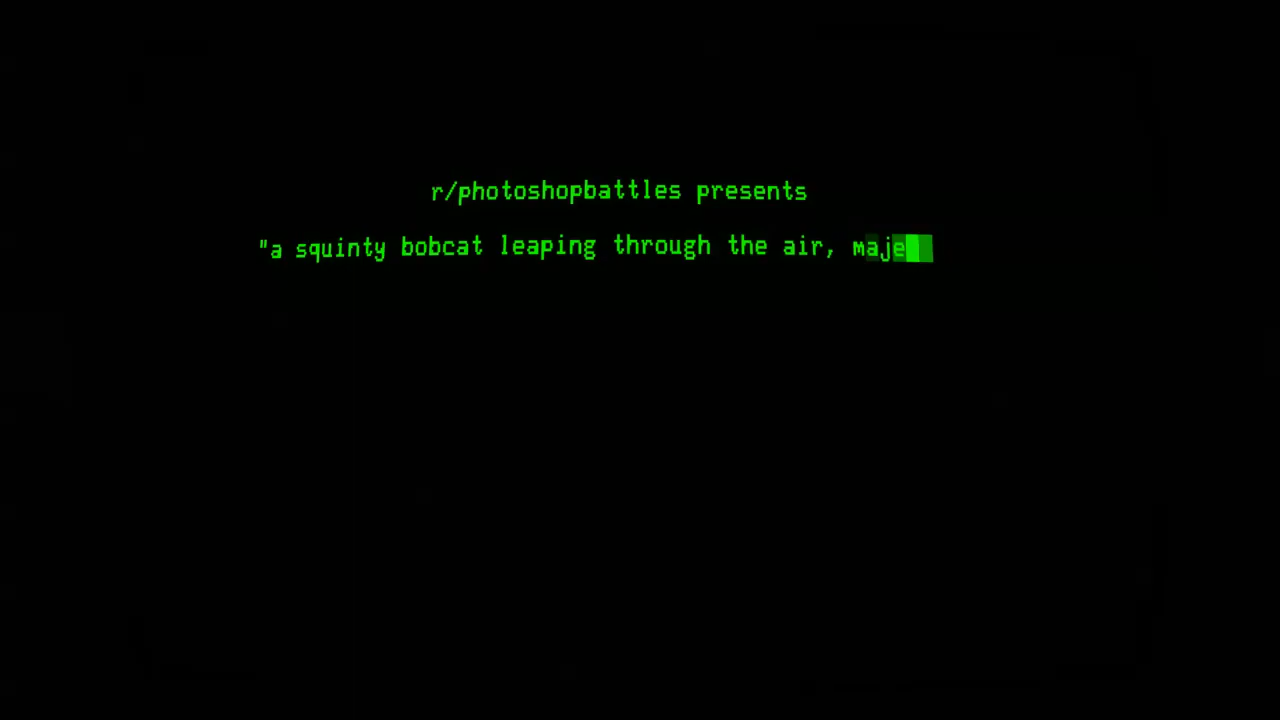 r/photoshopbattles presents
"a squinty bobcat leaping through the air, maje